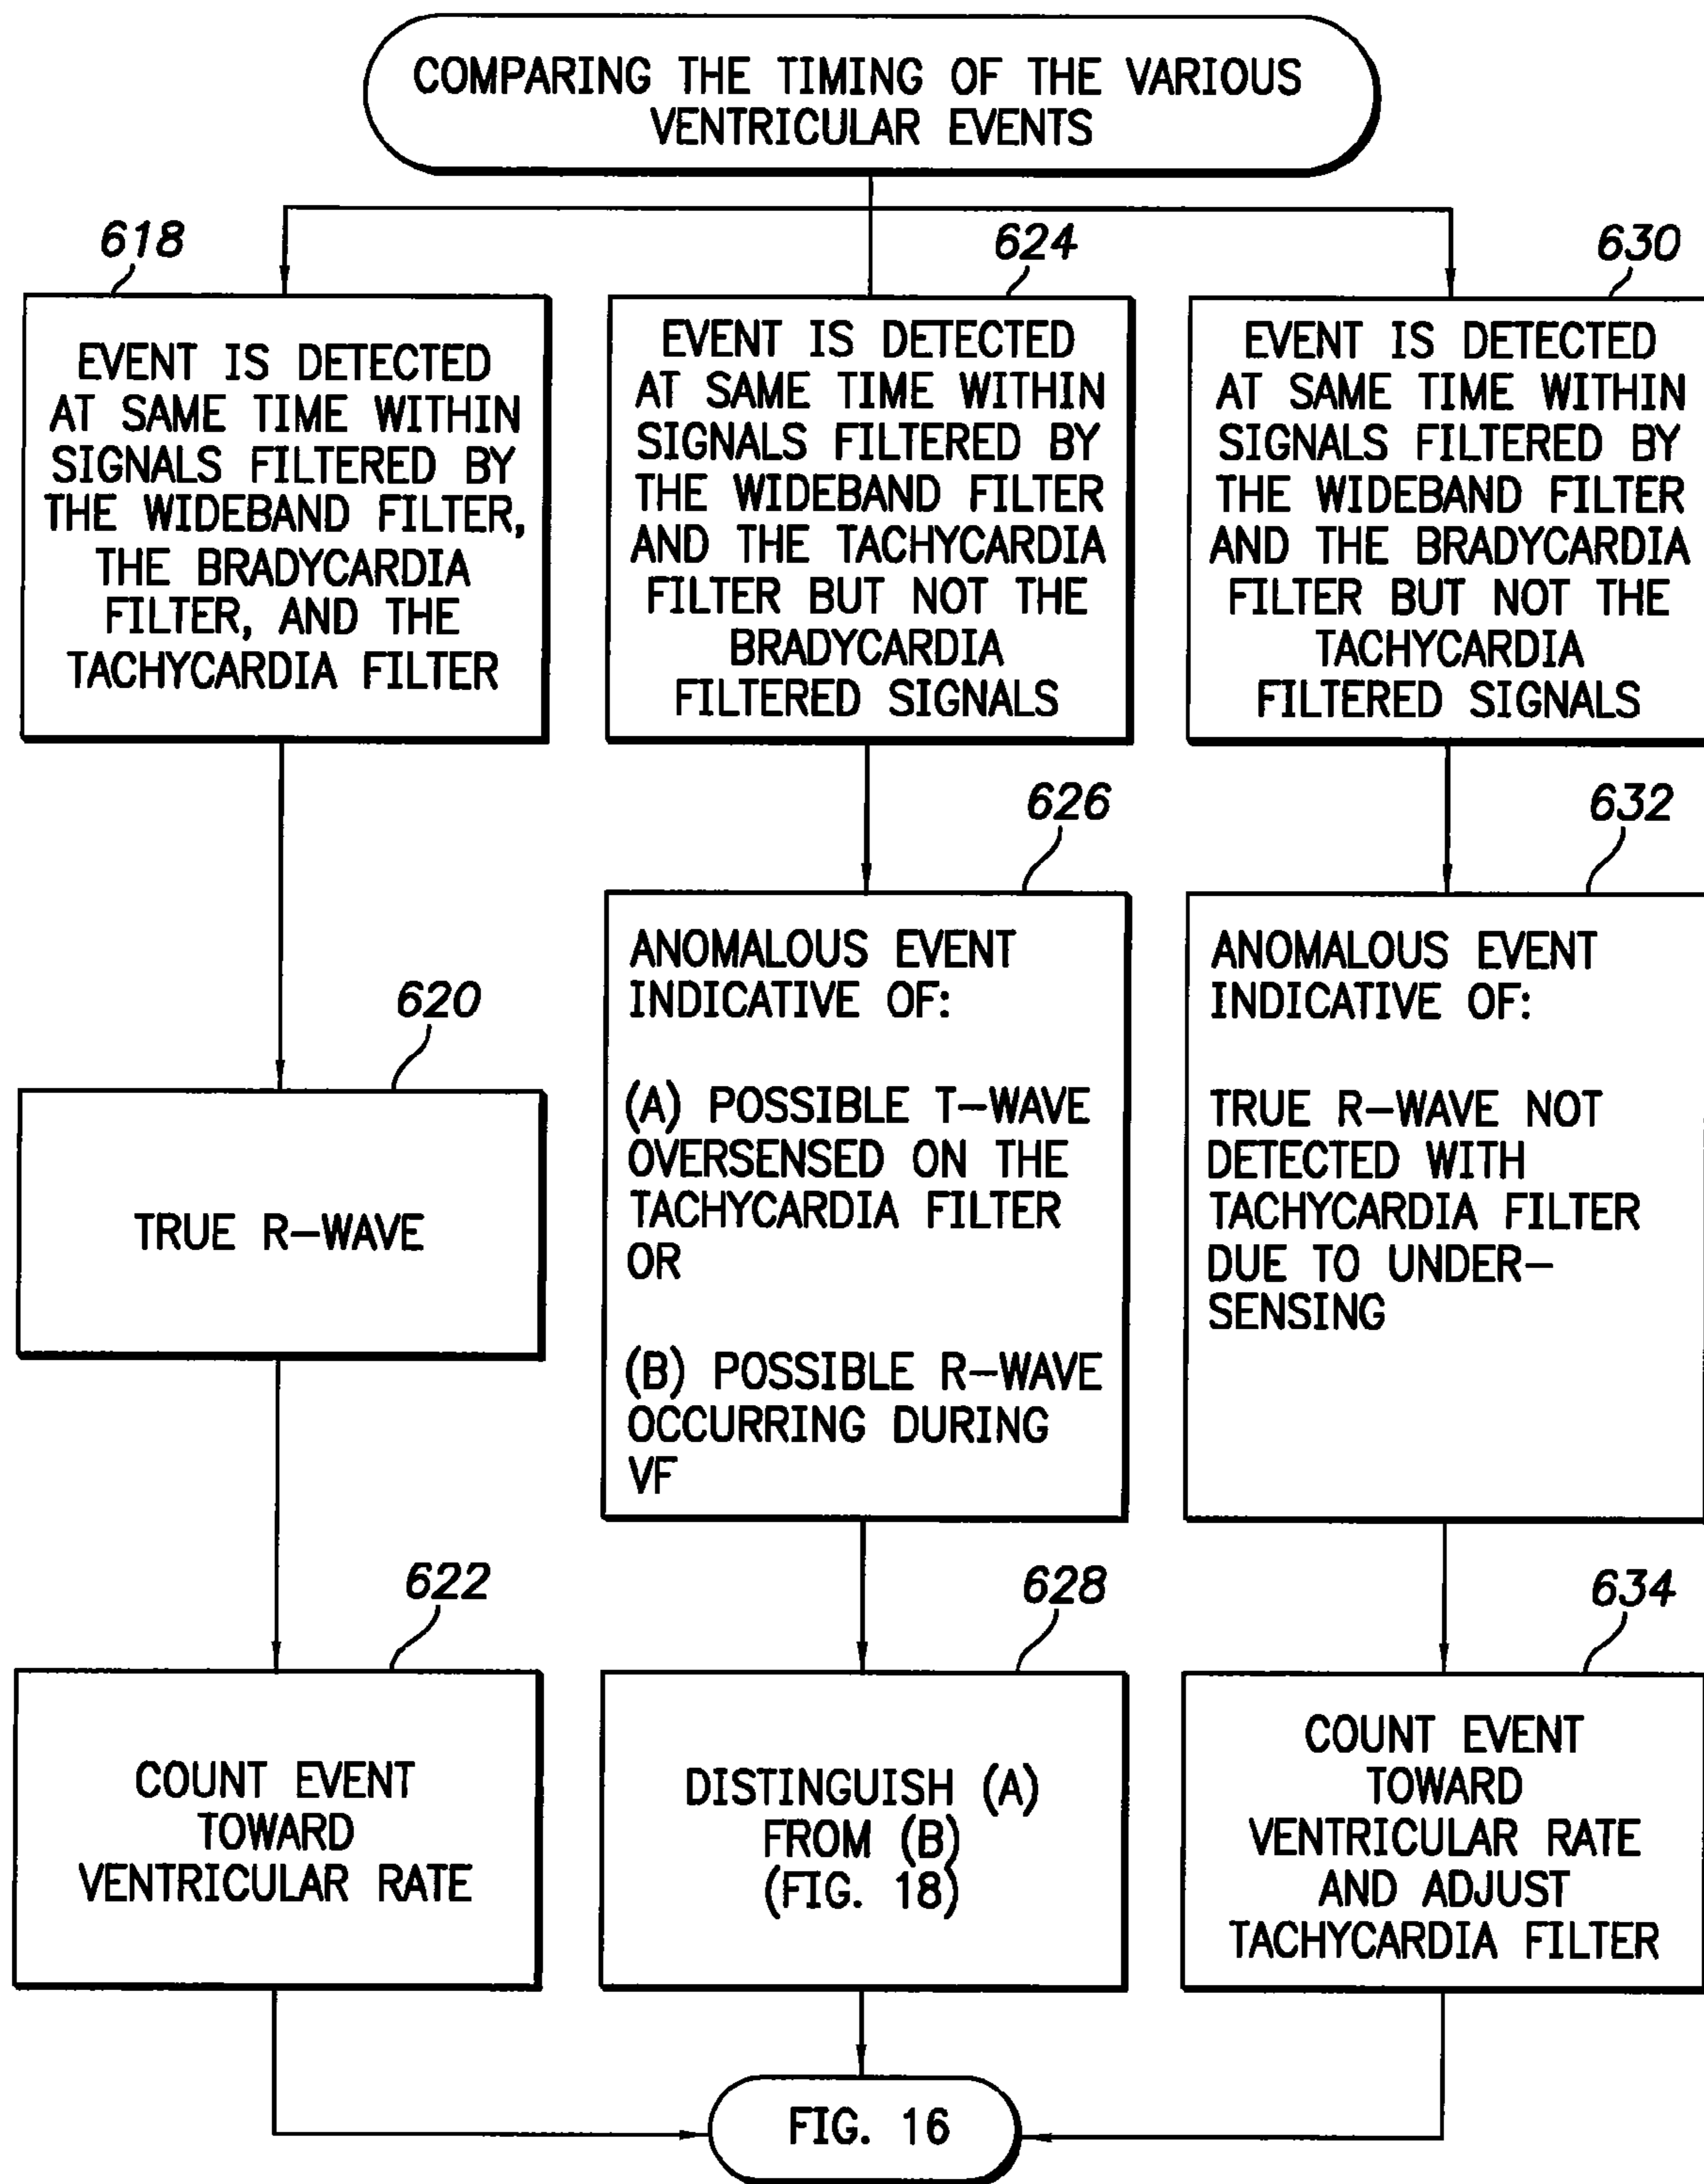 COMPARING THE TIMING OF THE VARIOUS
VENTRICULAR EVENTS
618
EVENT IS DETECTED
AT SAME TIME WITHIN
SIGNALS FILTERED BY
THE WIDEBAND FILTER,
THE BRADYCARDIA
FILTER, AND THE
TACHYCARDIA FILTER
620
TRUE R-WAVE
622
COUNT EVENT
TOWARD
VENTRICULAR RATE
624
EVENT IS DETECTED
AT SAME TIME WITHIN
SIGNALS FILTERED BY
THE WIDEBAND FILTER
AND THE TACHYCARDIA
FILTER BUT NOT THE
BRADYCARDIA
FILTERED SIGNALS
626
ANOMALOUS EVENT
INDICATIVE OF:
(A) POSSIBLE T-WAVE
OVERSENSED ON THE
TACHYCARDIA FILTER
OR
(B) POSSIBLE R-WAVE
OCCURRING DURING
VF
628
DISTINGUISH (A)
FROM (B)
(FIG. 18)
630
EVENT IS DETECTED
AT SAME TIME WITHIN
SIGNALS FILTERED BY
THE WIDEBAND FILTER
AND THE BRADYCARDIA
FILTER BUT NOT THE
TACHYCARDIA
FILTERED SIGNALS
632
ANOMALOUS EVENT
INDICATIVE OF:
TRUE R-WAVE NOT
DETECTED WITH
TACHYCARDIA FILTER
DUE TO UNDER-
SENSING
634
COUNT EVENT
TOWARD
VENTRICULAR RATE
AND ADJUST
TACHYCARDIA FILTER
FIG. 16